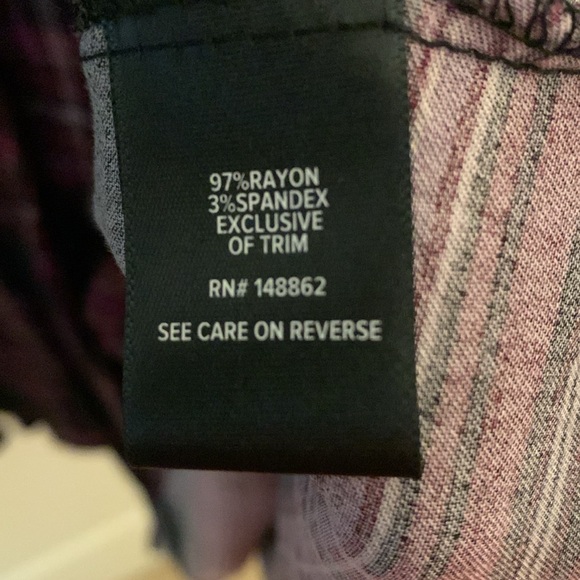 97%RAYON
3%SPANDEX
EXCLUSIVE
OF TRIM
RN# 148862
SEE CARE ON REVERSE